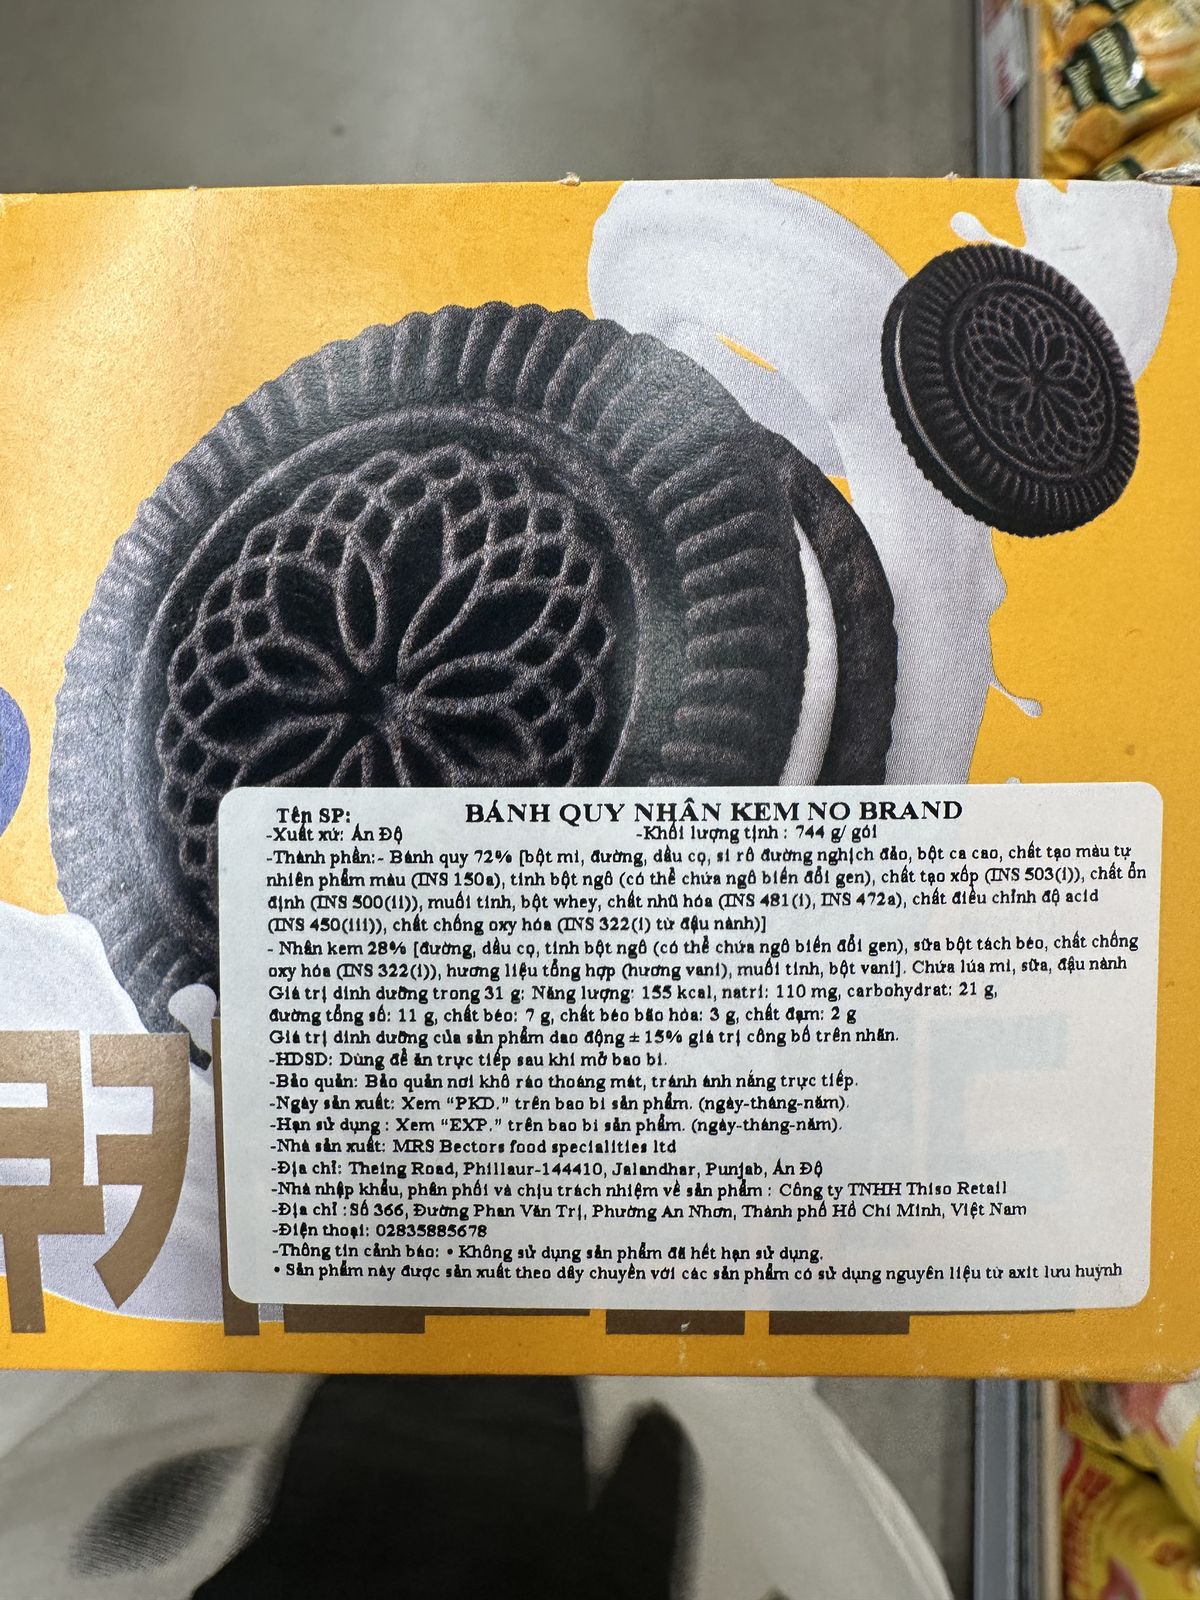 Tên SP: BÁNH QUY NHÂN KEM NO BRAND
-Xuất xứ: Ấn Độ -Khối lượng tịnh : 744 g/ gói
-Thành phần:- Bánh quy 72% [bột mì, đường, dầu cọ, si rô đường nghịch đảo, bột ca cao, chất tạo màu tự
nhiên phẩm màu (INS 150a), tinh bột ngô (có thể chứa ngô biến đổi gen), chất tạo xốp (INS 503(i)), chất ổn
định (INS 500(ii)), muối tinh, bột whey, chất nhũ hóa (INS 481(i), INS 472a), chất điều chỉnh độ acid
(INS 450(iii)), chất chống oxy hóa (INS 322(i) từ đậu nành)]
- Nhân kem 28% [đường, dầu cọ, tinh bột ngô (có thể chứa ngô biến đổi gen), sữa bột tách béo, chất chống
oxy hóa (INS 322(i)), hương liệu tổng hợp (hương vani), muối tinh, bột vani]. Chứa lúa mì, sữa, đậu nành
Giá trị dinh dưỡng trong 31 g: Năng lượng: 155 kcal, natri: 110 mg, carbohydrat: 21 g,
đường tổng số: 11 g, chất béo: 7 g, chất béo bão hòa: 3 g, chất đạm: 2 g
Giá trị dinh dưỡng của sản phẩm dao động ± 15% giá trị công bố trên nhãn.
-HDSD: Dùng để ăn trực tiếp sau khi mở bao bì.
-Bảo quản: Bảo quản nơi khô ráo thoáng mát, tránh ánh nắng trực tiếp.
-Ngày sản xuất: Xem “PKD.” trên bao bì sản phẩm. (ngày-tháng-năm).
-Hạn sử dụng : Xem “EXP.” trên bao bì sản phẩm. (ngày-tháng-năm).
-Nhà sản xuất: MRS Bectors food specialities ltd
-Địa chỉ: Theing Road, Phillaur-144410, Jalandhar, Punjab, Ấn Độ
-Nhà nhập khẩu, phân phối và chịu trách nhiệm về sản phẩm : Công ty TNHH Thiso Retail
-Địa chỉ :Số 366, Đường Phan Văn Trị, Phường An Nhơn, Thành phố Hồ Chí Minh, Việt Nam
-Điện thoại: 02835885678
-Thông tin cảnh báo: • Không sử dụng sản phẩm đã hết hạn sử dụng.
• Sản phẩm này được sản xuất theo dây chuyền với các sản phẩm có sử dụng nguyên liệu từ axit lưu huỳnh